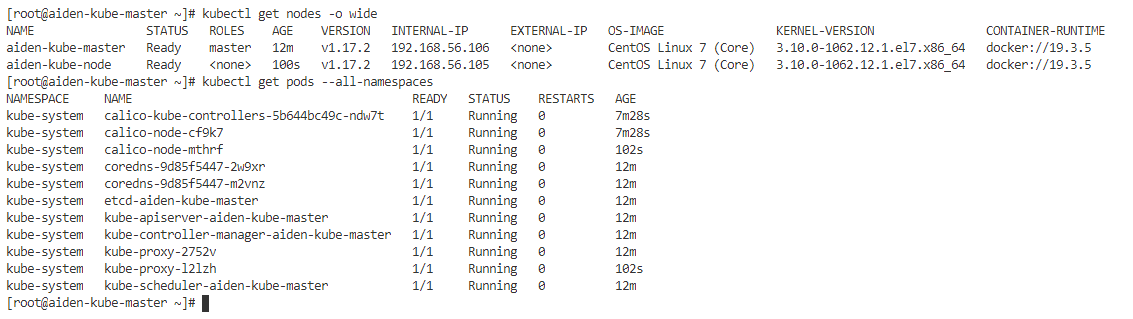 [root@aiden-kube-master ~]# kubectl get nodes -o wide
NAME                STATUS   ROLES    AGE    VERSION   INTERNAL-IP      EXTERNAL-IP   OS-IMAGE                KERNEL-VERSION                CONTAINER-RUNTIME
aiden-kube-master   Ready    master   12m    v1.17.2   192.168.56.106   <none>        CentOS Linux 7 (Core)   3.10.0-1062.12.1.el7.x86_64   docker://19.3.5
aiden-kube-node     Ready    <none>   100s   v1.17.2   192.168.56.105   <none>        CentOS Linux 7 (Core)   3.10.0-1062.12.1.el7.x86_64   docker://19.3.5
[root@aiden-kube-master ~]# kubectl get pods --all-namespaces
NAMESPACE     NAME                                        READY   STATUS    RESTARTS   AGE
kube-system   calico-kube-controllers-5b644bc49c-ndw7t    1/1     Running   0          7m28s
kube-system   calico-node-cf9k7                           1/1     Running   0          7m28s
kube-system   calico-node-mthrf                           1/1     Running   0          102s
kube-system   coredns-9d85f5447-2w9xr                     1/1     Running   0          12m
kube-system   coredns-9d85f5447-m2vnz                     1/1     Running   0          12m
kube-system   etcd-aiden-kube-master                      1/1     Running   0          12m
kube-system   kube-apiserver-aiden-kube-master            1/1     Running   0          12m
kube-system   kube-controller-manager-aiden-kube-master   1/1     Running   0          12m
kube-system   kube-proxy-2752v                            1/1     Running   0          12m
kube-system   kube-proxy-l2lzh                            1/1     Running   0          102s
kube-system   kube-scheduler-aiden-kube-master            1/1     Running   0          12m
[root@aiden-kube-master ~]#